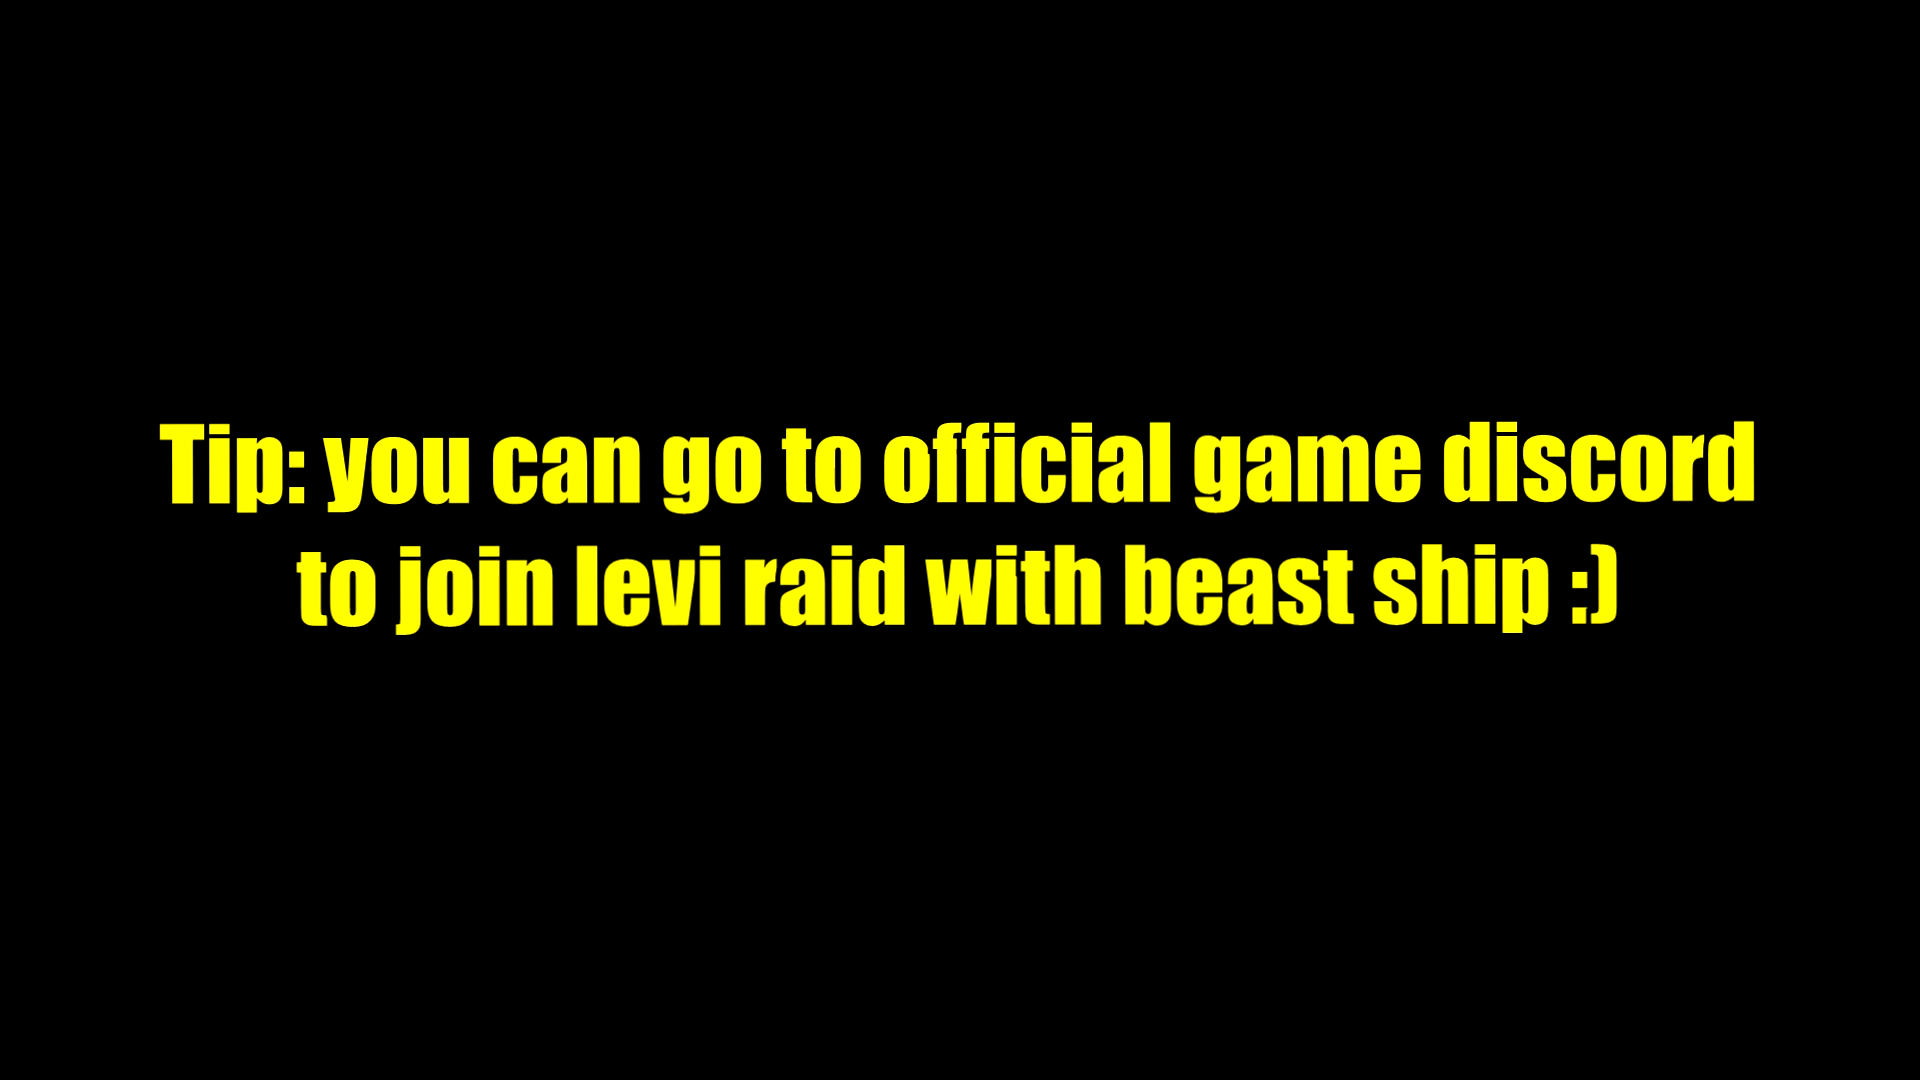 Tip: you can go to official game discord
to join levi raid with beast ship :)